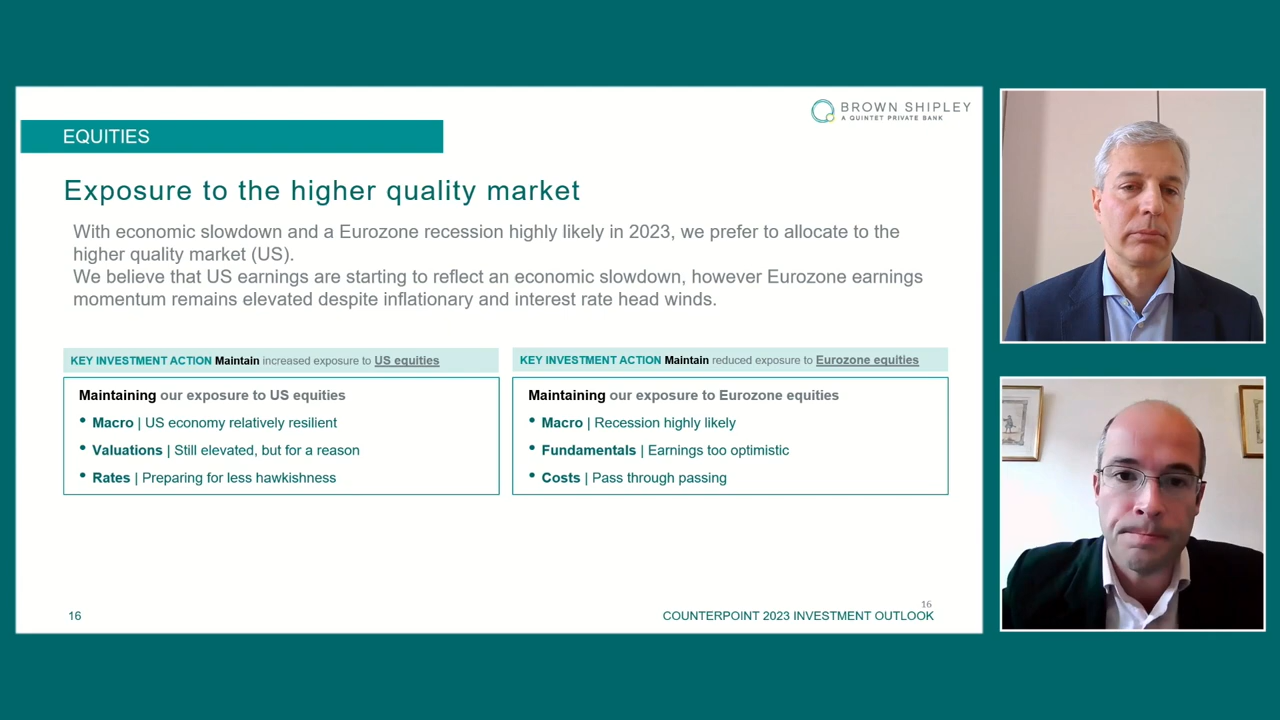 BROWN SHIPLEY
A QUINTET PRIVATE BANK
EQUITIES
Exposure to the higher quality market
With economic slowdown and a Eurozone recession highly likely in 2023, we prefer to allocate to the
higher quality market (US).
We believe that US earnings are starting to reflect an economic slowdown, however Eurozone earnings
momentum remains elevated despite inflationary and interest rate head winds.
KEY INVESTMENT ACTION Maintain increased exposure to US equities
Maintaining our exposure to US equities
• Macro | US economy relatively resilient
• Valuations | Still elevated, but for a reason
• Rates | Preparing for less hawkishness
KEY INVESTMENT ACTION Maintain reduced exposure to Eurozone equities
Maintaining our exposure to Eurozone equities
• Macro | Recession highly likely
• Fundamentals | Earnings too optimistic
• Costs | Pass through passing
16
16
COUNTERPOINT 2023 INVESTMENT OUTLOOK